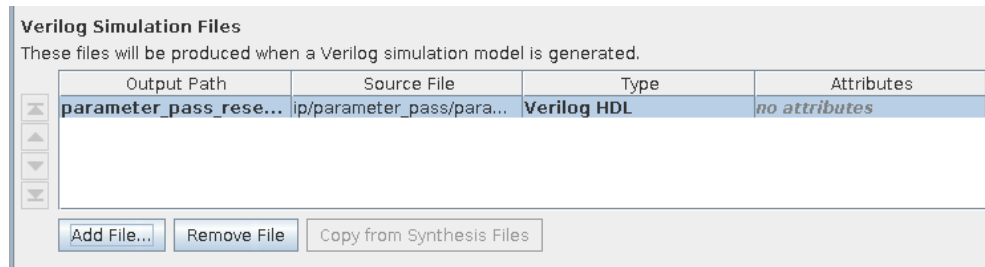 Verilog Simulation Files
These files will be produced when a Verilog simulation model is generated.
Output Path Source File Type Attributes
parameter_pass_rese... ip/parameter_pass/para... Verilog HDL no attributes
Add File... Remove File Copy from Synthesis Files